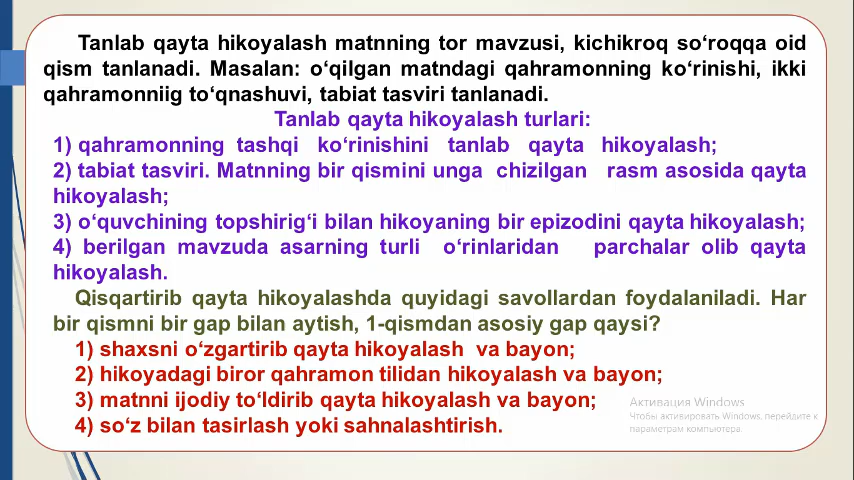 Tanlab qayta hikoyalash matnning tor mavzusi, kichikroq so‘roqqa oid
qism tanlanadi. Masalan: o‘qilgan matndagi qahramonning ko‘rinishi, ikki
qahramonniig to‘qnashuvi, tabiat tasviri tanlanadi.
Tanlab qayta hikoyalash turlari:
1) qahramonning tashqi ko‘rinishini tanlab qayta hikoyalash;
2) tabiat tasviri. Matnning bir qismini unga chizilgan rasm asosida qayta
hikoyalash;
3) o‘quvchining topshirig‘i bilan hikoyaning bir epizodini qayta hikoyalash;
4) berilgan mavzuda asarning turli o‘rinlaridan parchalar olib qayta
hikoyalash.
Qisqartirib qayta hikoyalashda quyidagi savollardan foydalaniladi. Har
bir qismni bir gap bilan aytish, 1-qismdan asosiy gap qaysi?
1) shaxsni o‘zgartirib qayta hikoyalash va bayon;
2) hikoyadagi biror qahramon tilidan hikoyalash va bayon;
3) matnni ijodiy to‘ldirib qayta hikoyalash va bayon;
4) so‘z bilan tasirlash yoki sahnalashtirish.
Активация Windows
Чтобы активировать Windows, перейдите к
параметрам компьютера.